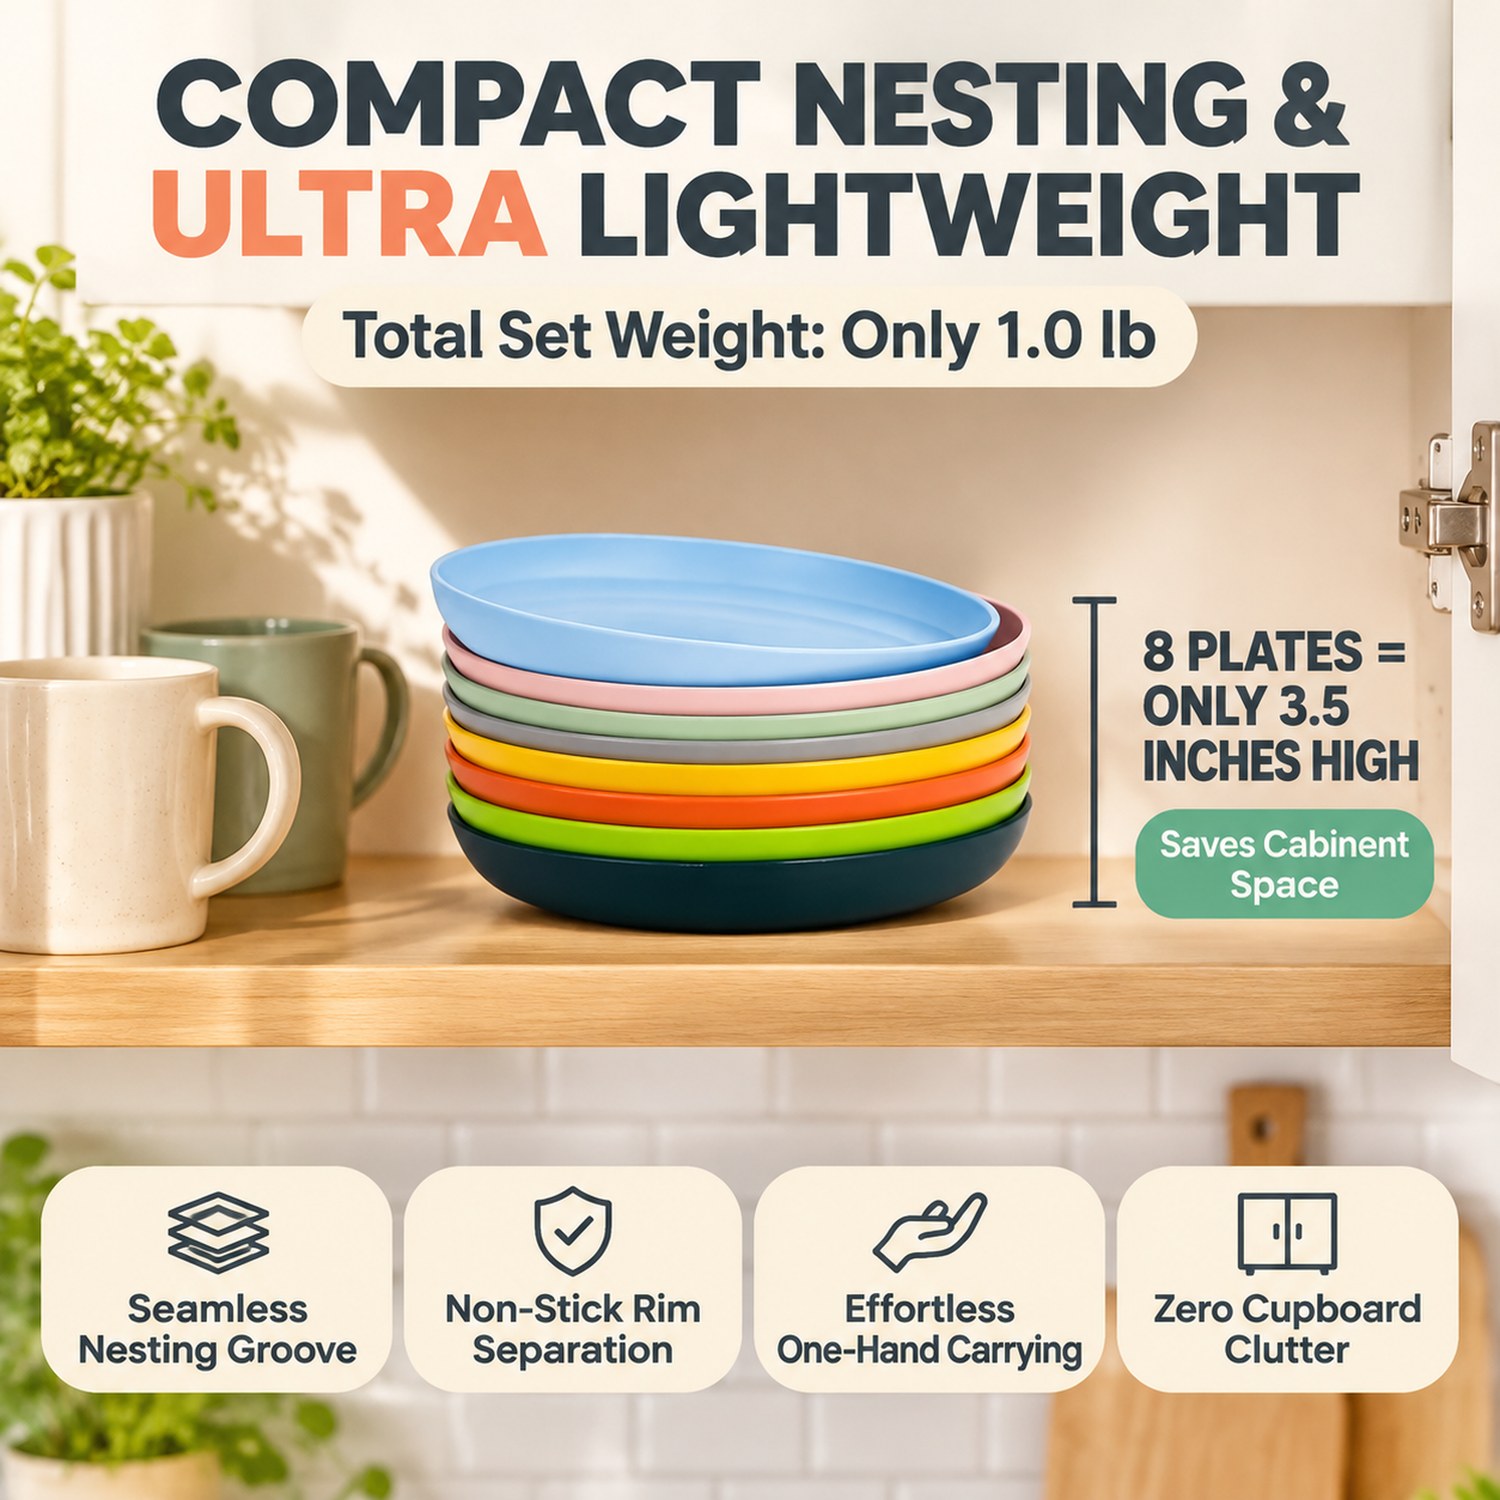 COMPACT NESTING &
ULTRA LIGHTWEIGHT
Total Set Weight: Only 1.0 lb
8 PLATES =
ONLY 3.5
INCHES HIGH
Saves Cabinent
Space
Seamless
Nesting Groove
Non-Stick Rim
Separation
Effortless
One-Hand Carrying
Zero Cupboard
Clutter